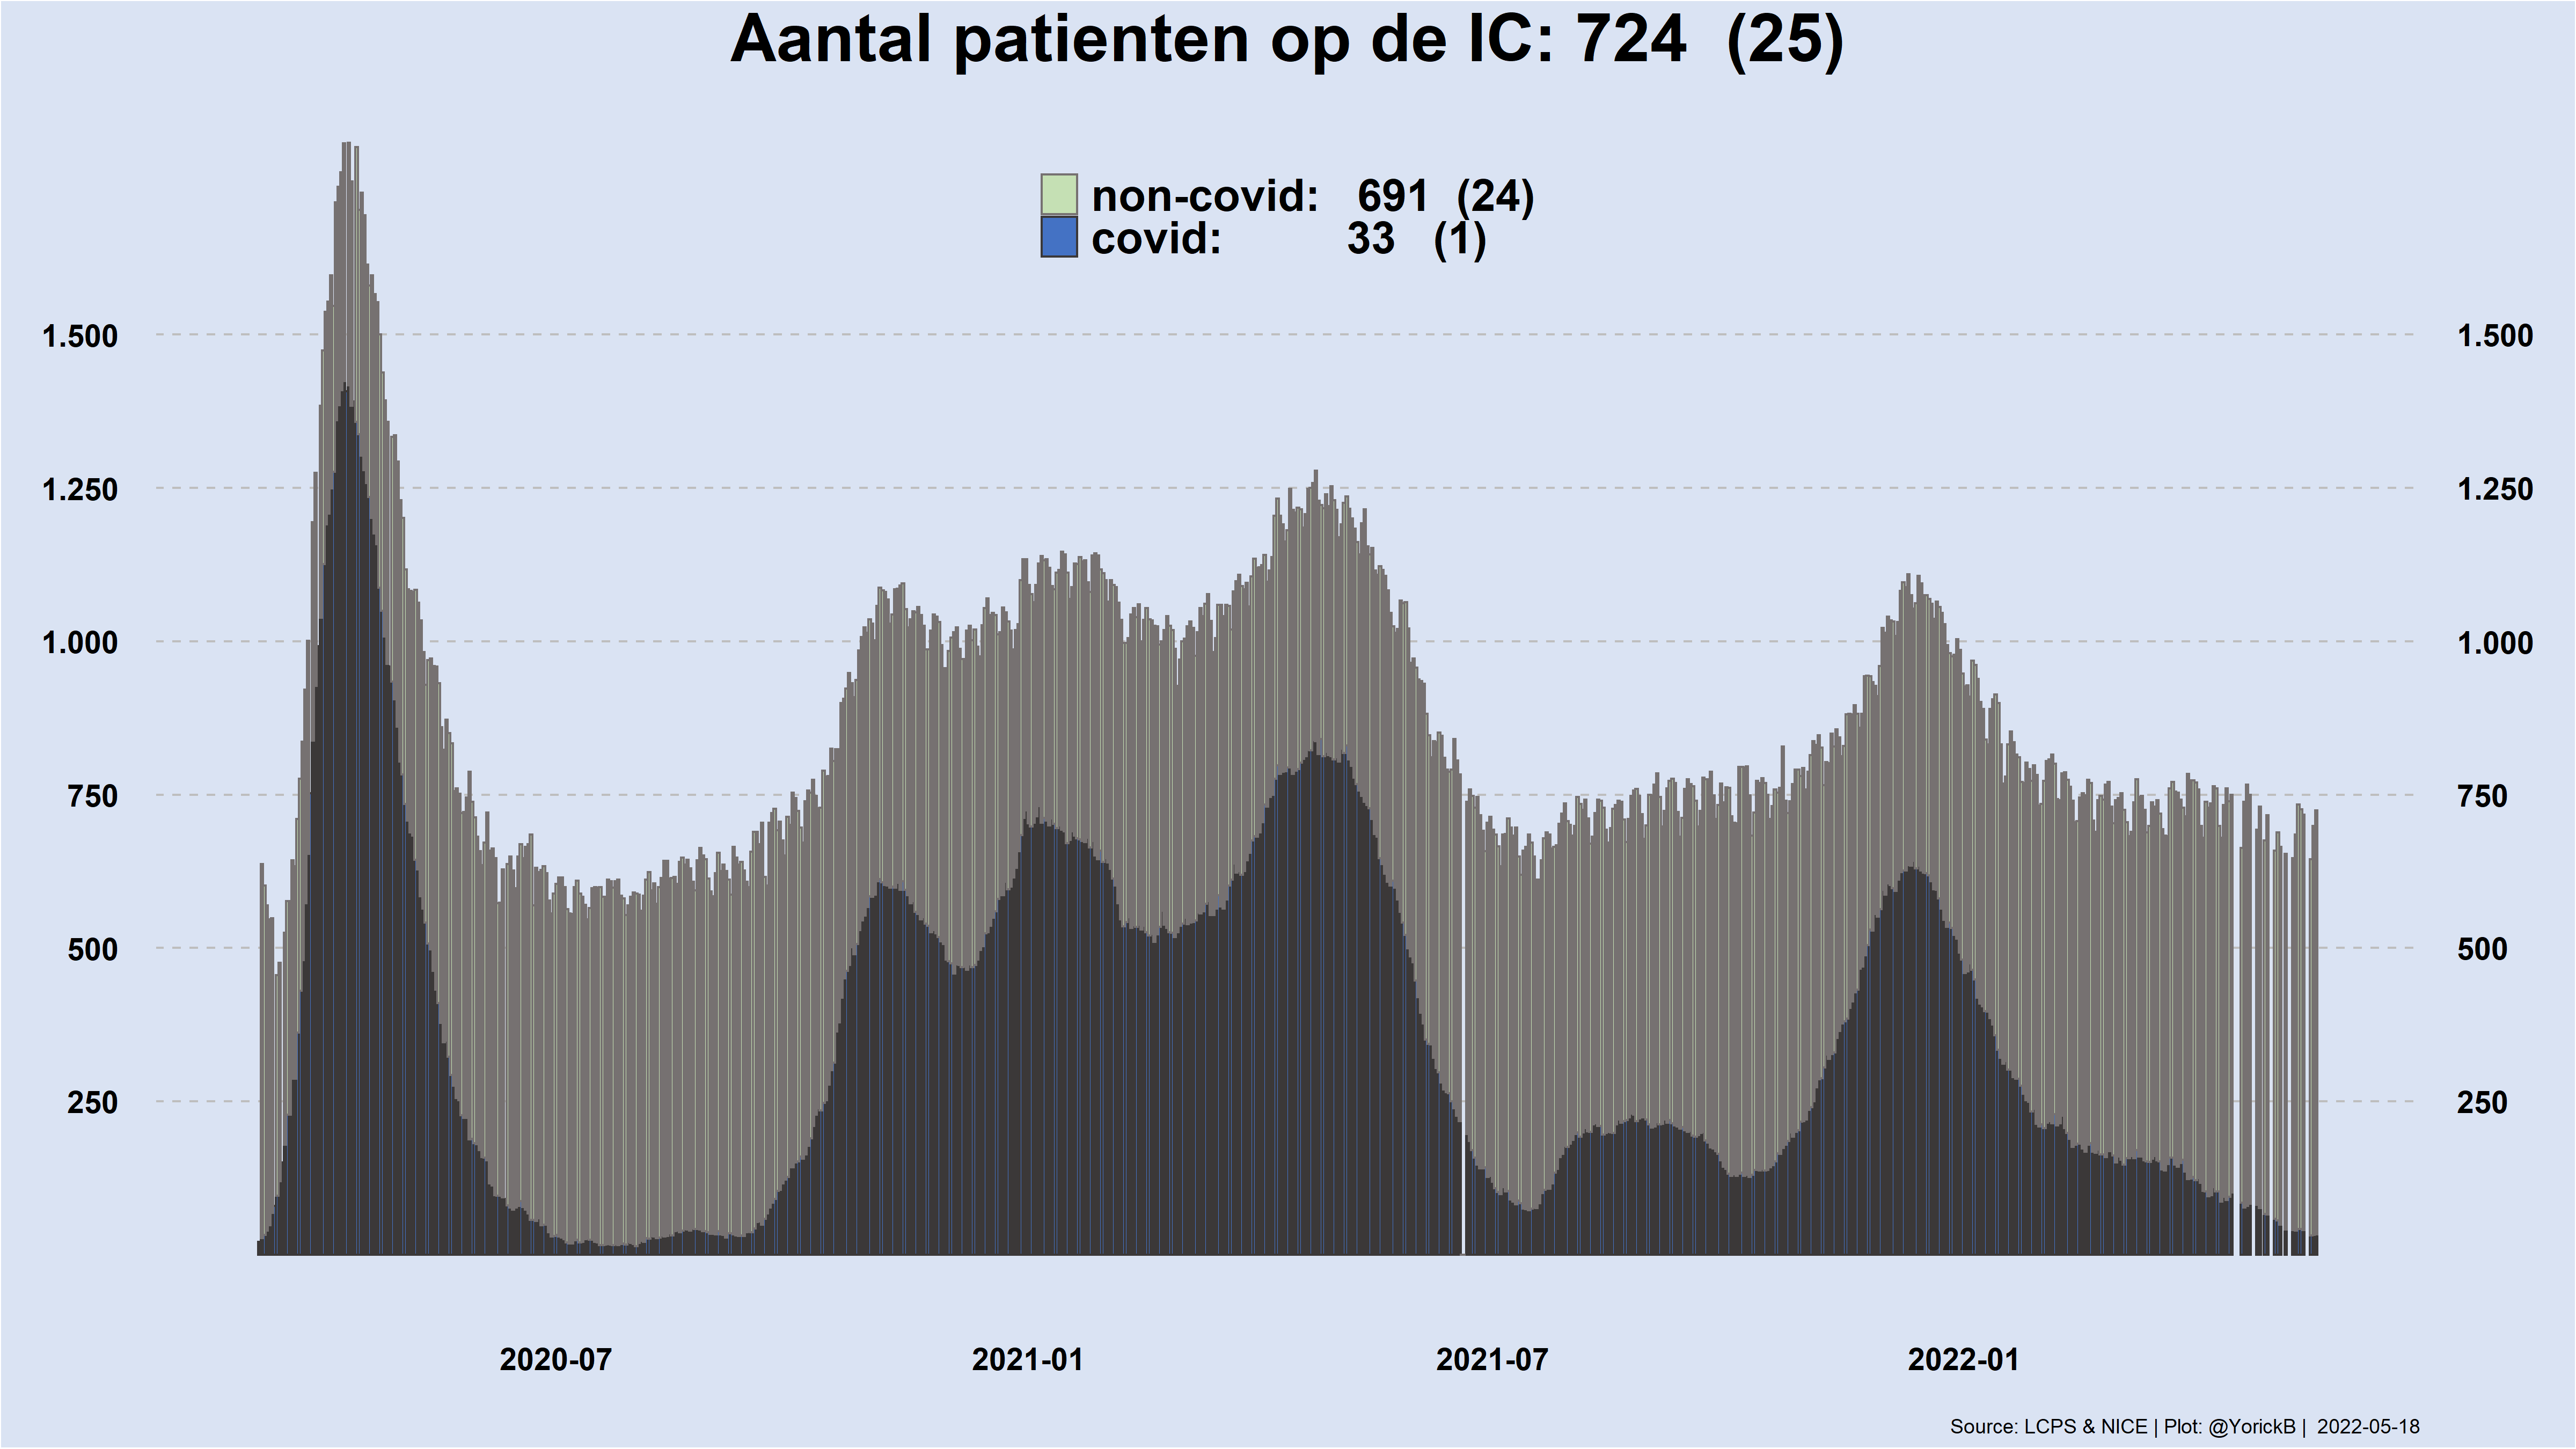 Aantal patienten op de IC: 724 (25)
non-covid: 691 (24)
covid: 33 (1)
1.500 1.500
1.250 1.250
1.000 1.000
750 750
500 500
250 250
2020-07 2021-01 2021-07 2022-01
Source: LCPS & NICE | Plot: @YorickB | 2022-05-18